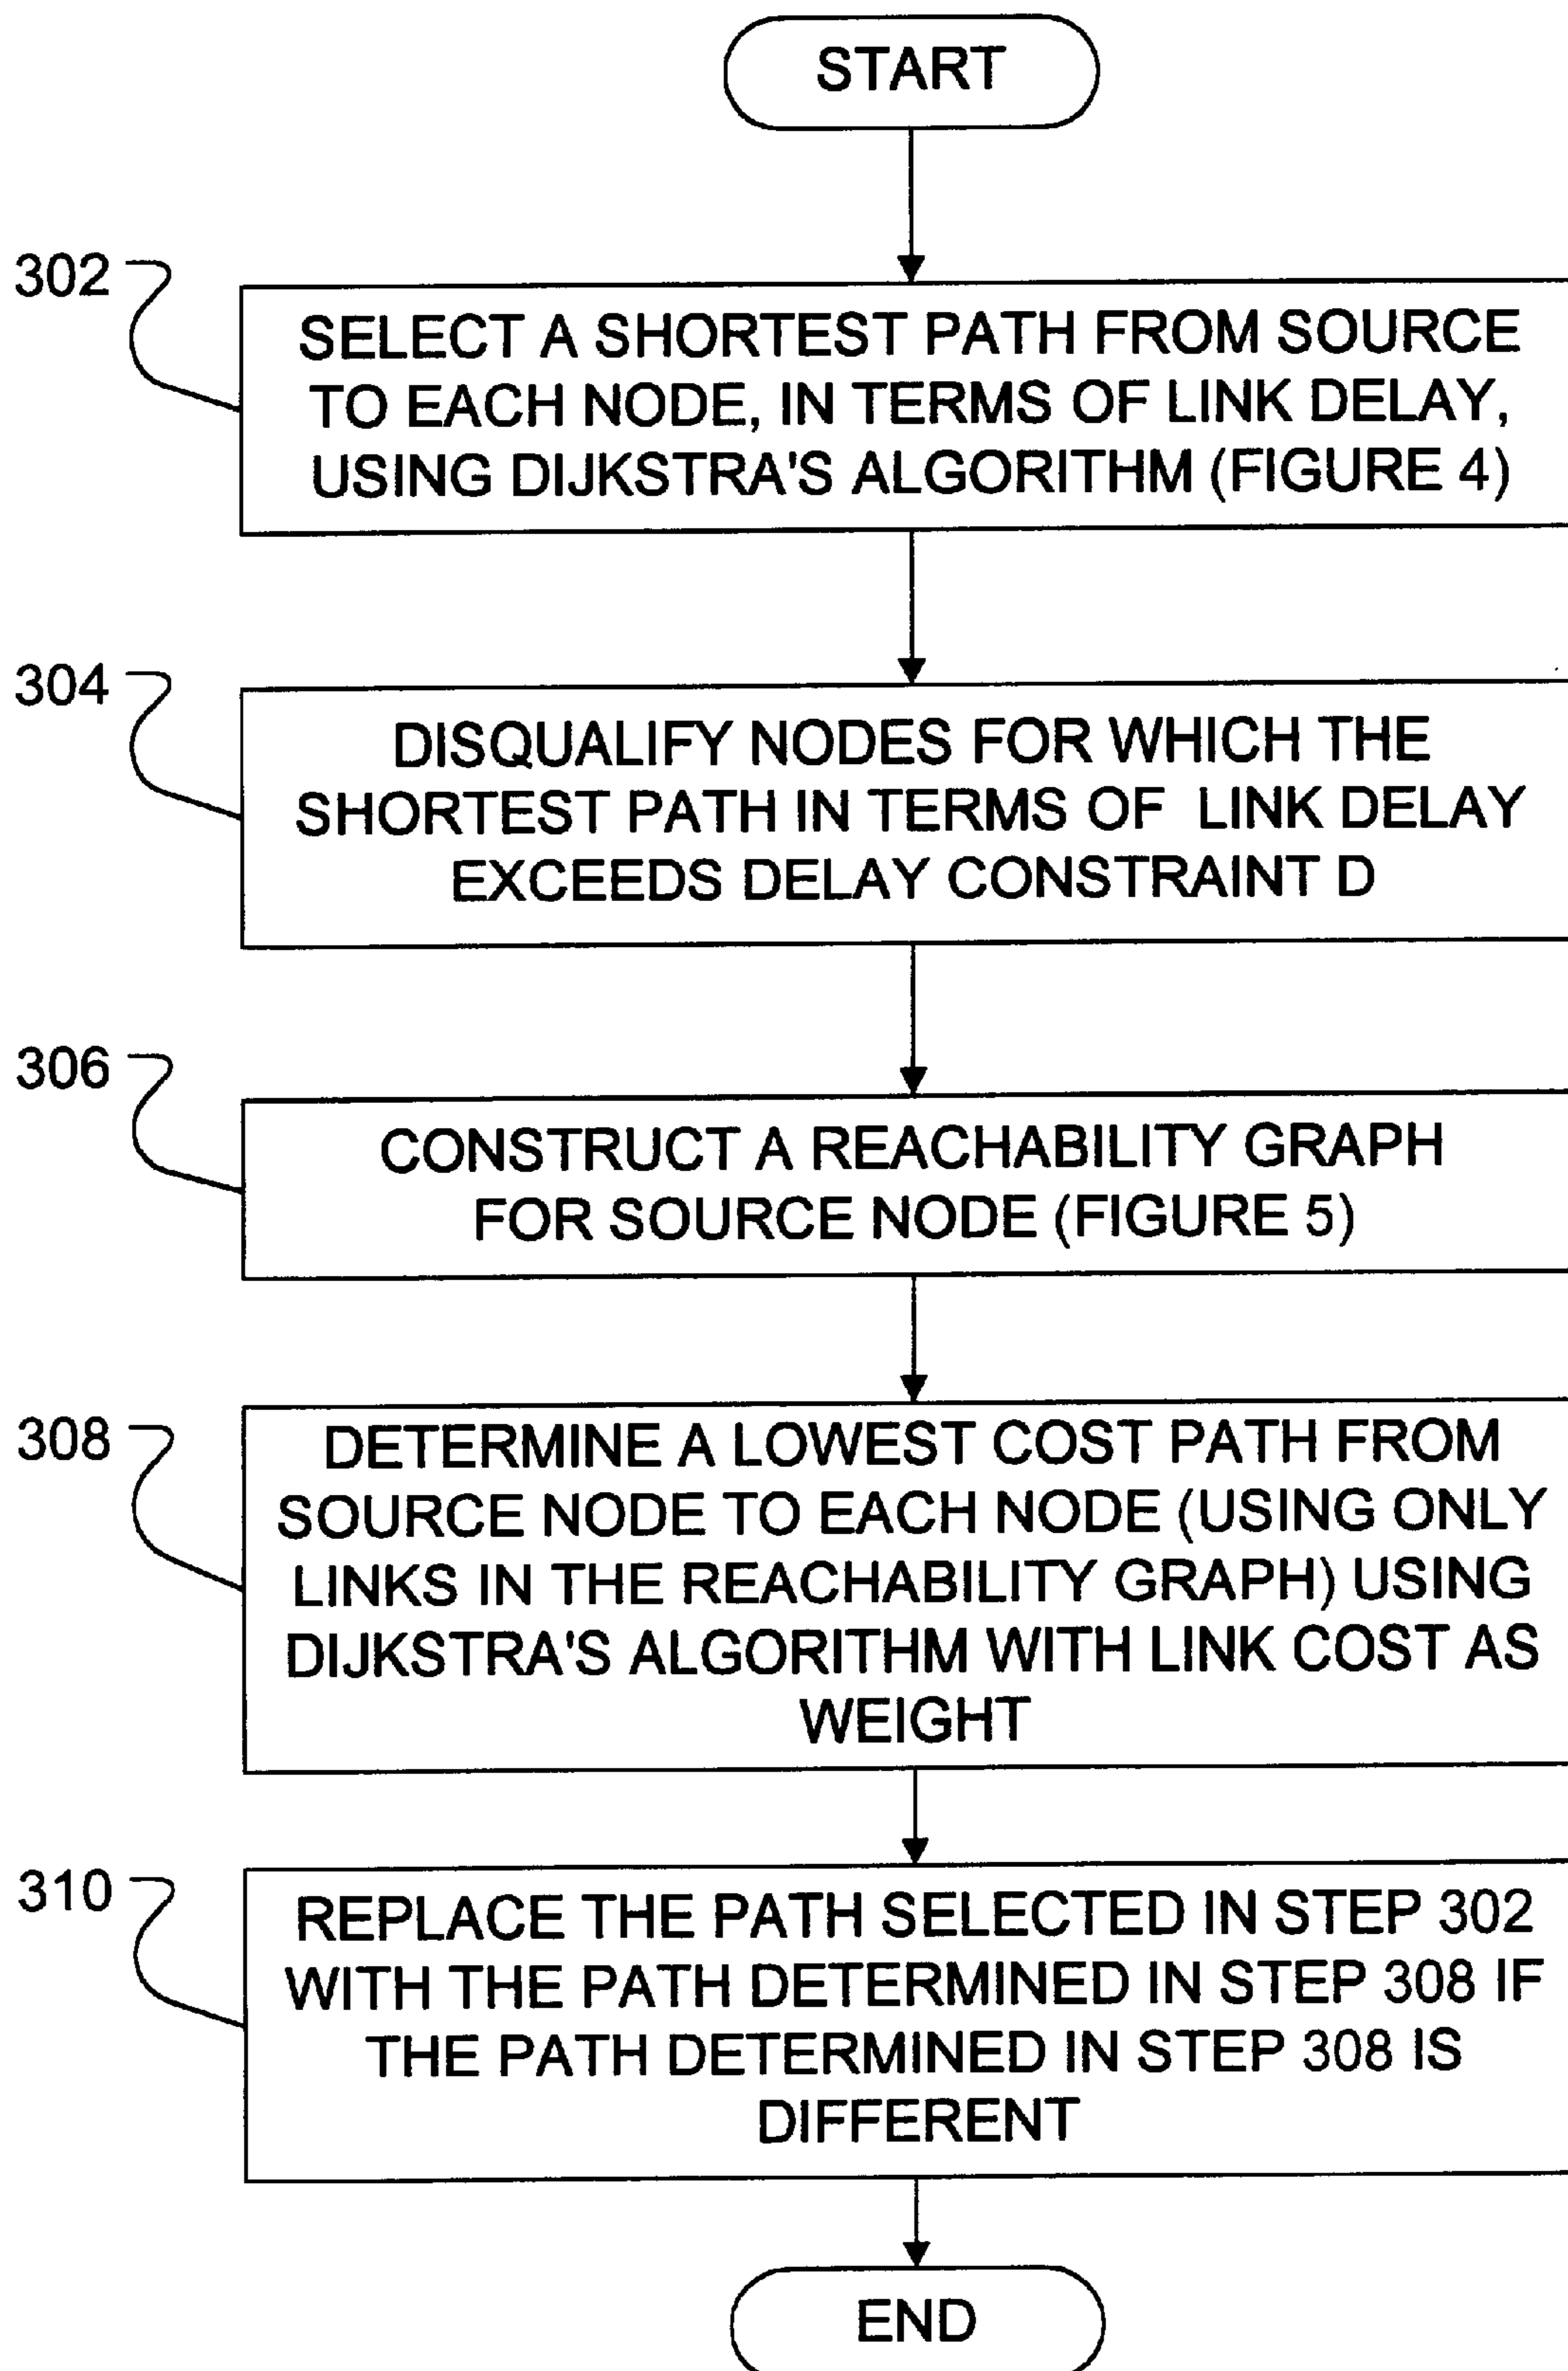 START
302
SELECT A SHORTEST PATH FROM SOURCE
TO EACH NODE, IN TERMS OF LINK DELAY,
USING DIJKSTRA'S ALGORITHM (FIGURE 4)
304
DISQUALIFY NODES FOR WHICH THE
SHORTEST PATH IN TERMS OF LINK DELAY
EXCEEDS DELAY CONSTRAINT D
306
CONSTRUCT A REACHABILITY GRAPH
FOR SOURCE NODE (FIGURE 5)
308
DETERMINE A LOWEST COST PATH FROM
SOURCE NODE TO EACH NODE (USING ONLY
LINKS IN THE REACHABILITY GRAPH) USING
DIJKSTRA'S ALGORITHM WITH LINK COST AS
WEIGHT
310
REPLACE THE PATH SELECTED IN STEP 302
WITH THE PATH DETERMINED IN STEP 308 IF
THE PATH DETERMINED IN STEP 308 IS
DIFFERENT
END